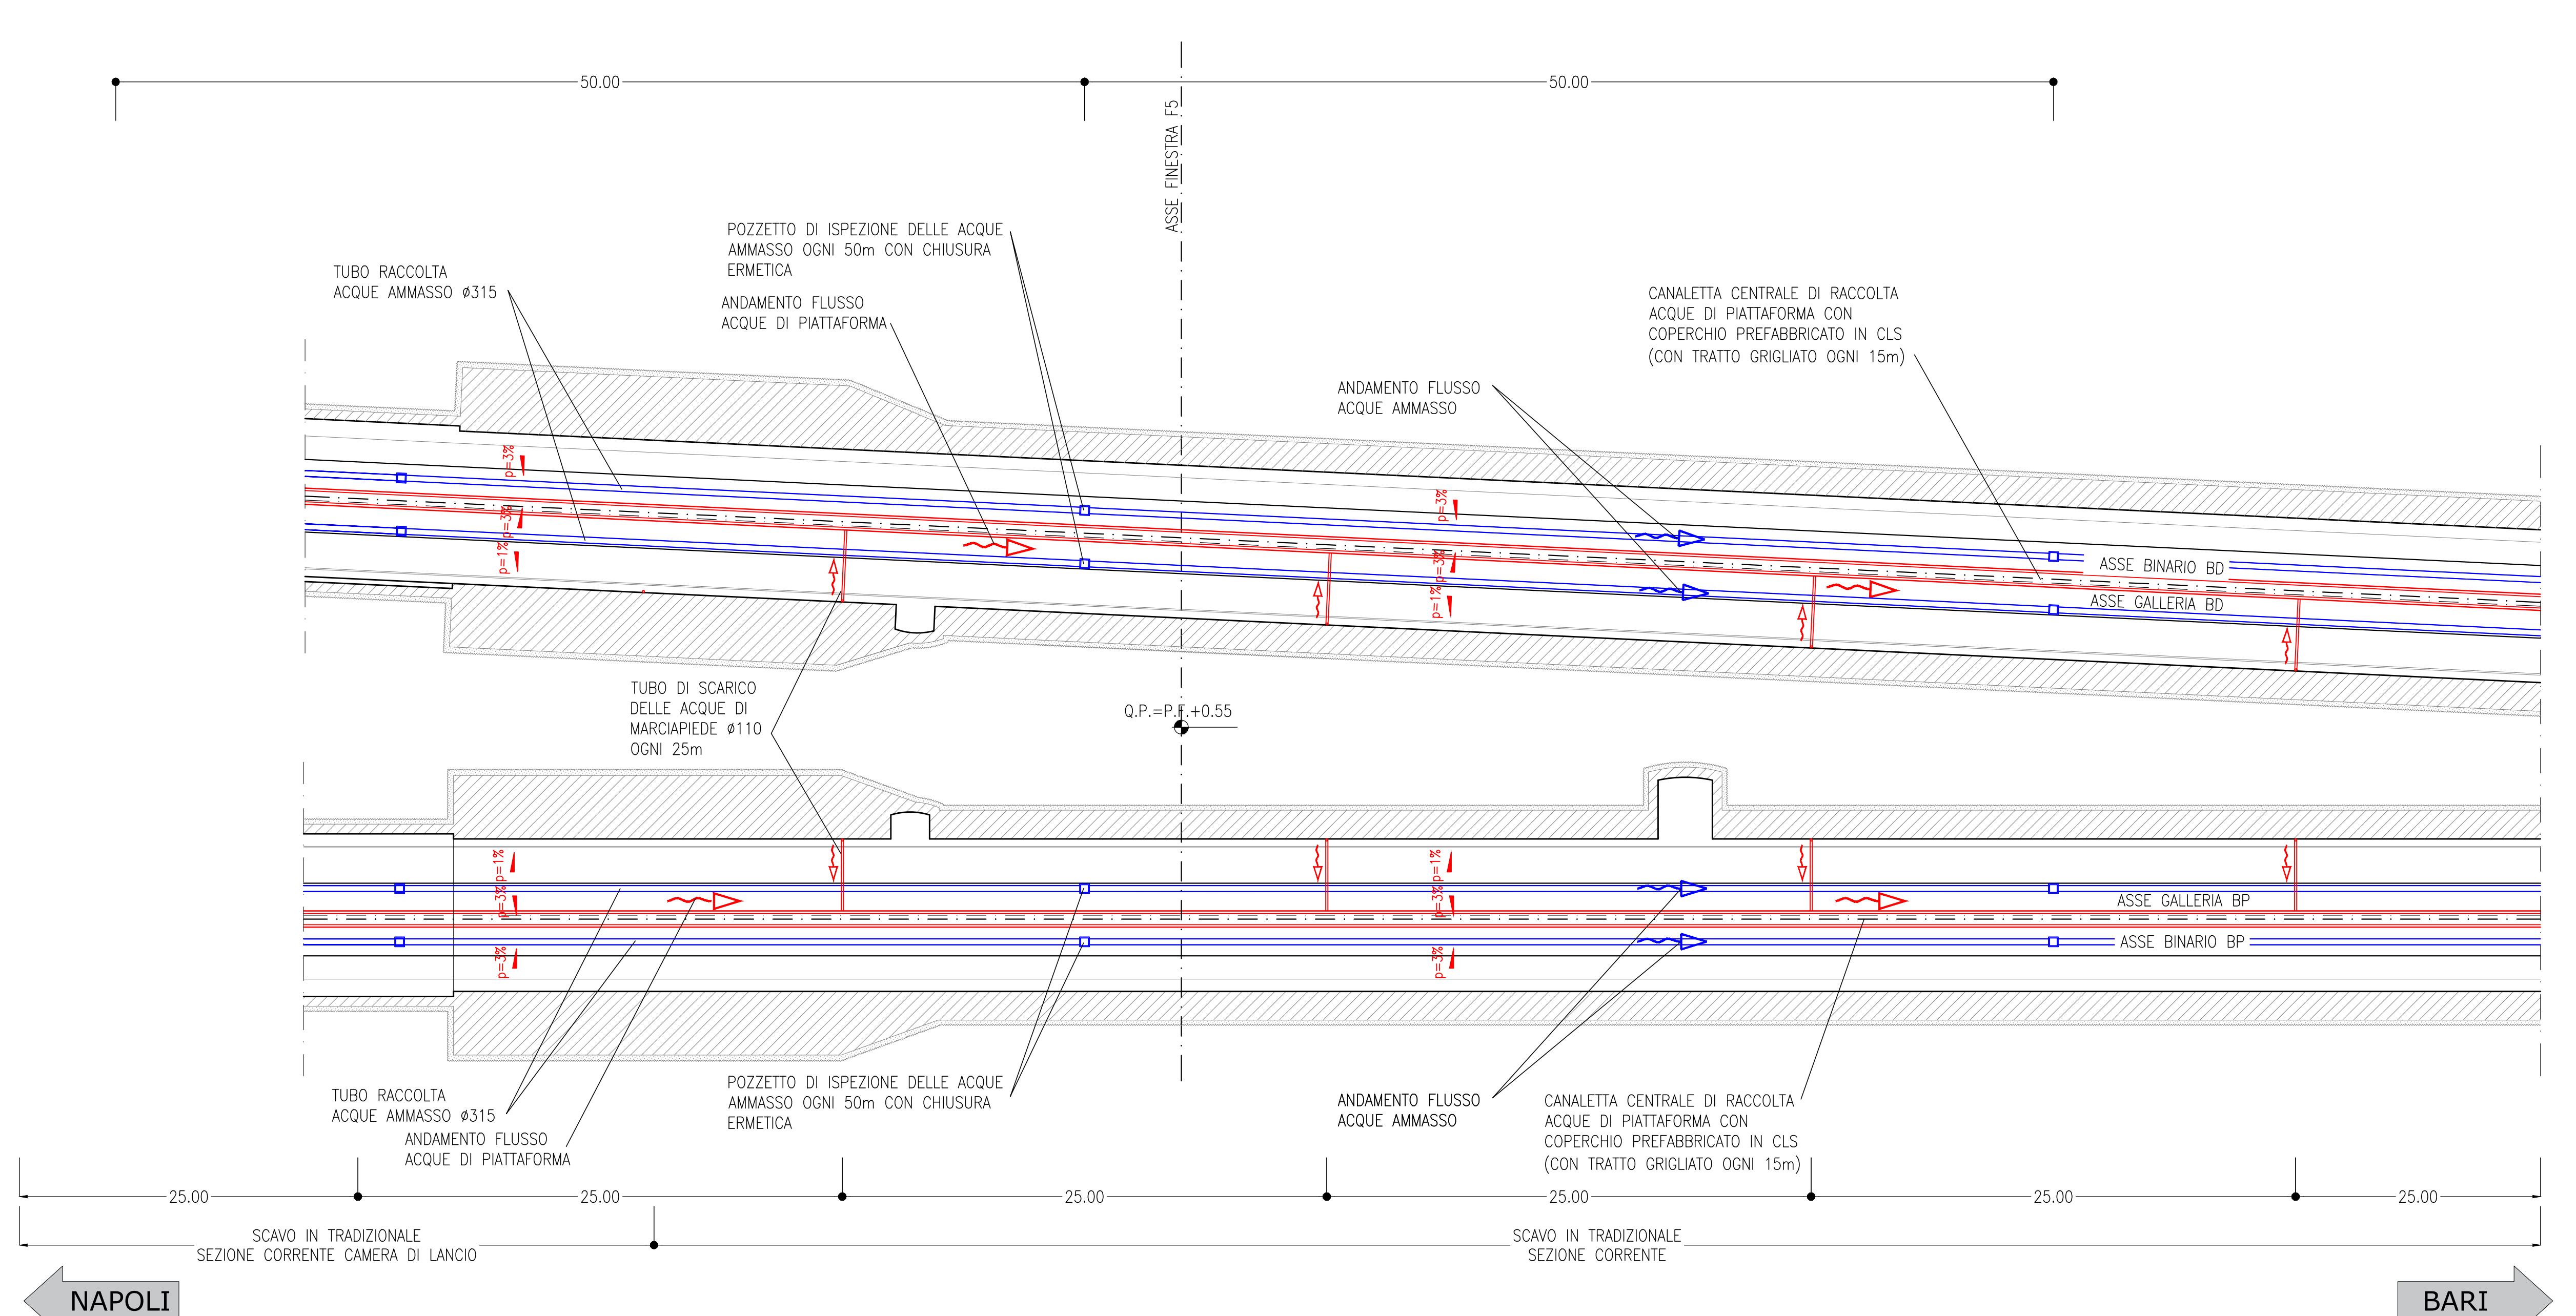 50.00
50.00
ASSE FINESTRA F5
POZZETTO DI ISPEZIONE DELLE ACQUE
AMMASSO OGNI 50m CON CHIUSURA
ERMETICA
TUBO RACCOLTA
ACQUE AMMASSO ø315
ANDAMENTO FLUSSO
ACQUE DI PIATTAFORMA
CANALETTA CENTRALE DI RACCOLTA
ACQUE DI PIATTAFORMA CON
COPERCHIO PREFABBRICATO IN CLS
(CON TRATTO GRIGLIATO OGNI 15m)
ANDAMENTO FLUSSO
ACQUE AMMASSO
p=3%
p=3%
p=1%
p=3%
p=3%
p=1%
ASSE BINARIO BD
ASSE GALLERIA BD
TUBO DI SCARICO
DELLE ACQUE DI
MARCIAPIEDE ø110
OGNI 25m
Q.P.=P.F.+0.55
p=1%
p=3%
p=3%
p=1%
p=3%
p=3%
ASSE GALLERIA BP
ASSE BINARIO BP
TUBO RACCOLTA
ACQUE AMMASSO ø315
ANDAMENTO FLUSSO
ACQUE DI PIATTAFORMA
POZZETTO DI ISPEZIONE DELLE ACQUE
AMMASSO OGNI 50m CON CHIUSURA
ERMETICA
ANDAMENTO FLUSSO
ACQUE AMMASSO
CANALETTA CENTRALE DI RACCOLTA
ACQUE DI PIATTAFORMA CON
COPERCHIO PREFABBRICATO IN CLS
(CON TRATTO GRIGLIATO OGNI 15m)
25.00
25.00
25.00
25.00
25.00
25.00
SCAVO IN TRADIZIONALE
SEZIONE CORRENTE CAMERA DI LANCIO
SCAVO IN TRADIZIONALE
SEZIONE CORRENTE
NAPOLI
BARI